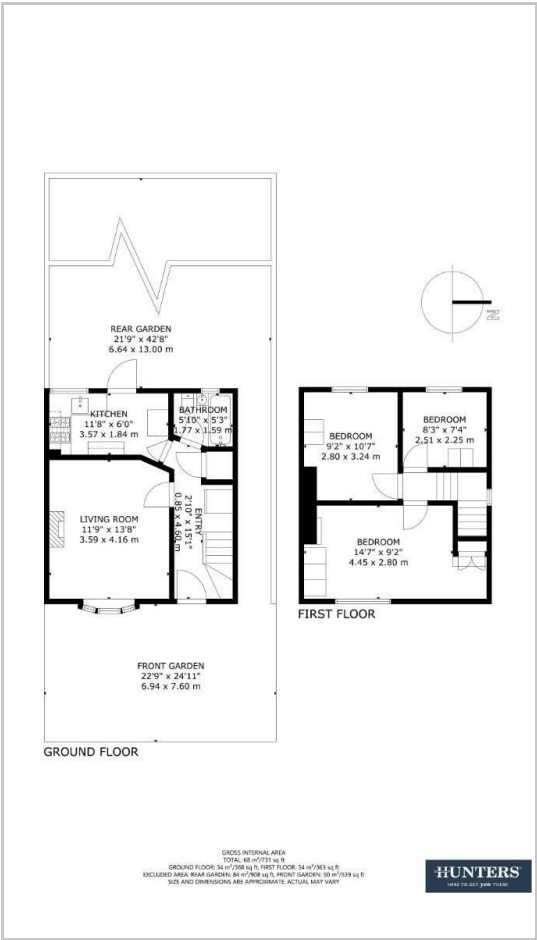 REAR GARDEN
21'9" x 42'8"
6.64 x 13.00 m
KITCHEN
11'8" x 6'0"
3.57 x 1.84 m
BATHROOM
5'10" x 5'3"
1.77 x 1.59 m
LIVING ROOM
11'9" x 13'8"
3.59 x 4.16 m
ENTRY
2'10" x 15'1"
0.85 x 4.60 m
FRONT GARDEN
22'9" x 24'11"
6.94 x 7.60 m
GROUND FLOOR
N
BEDROOM
9'2" x 10'7"
2.80 x 3.24 m
BEDROOM
8'3" x 7'4"
2.51 x 2.25 m
BEDROOM
14'7" x 9'2"
4.45 x 2.80 m
FIRST FLOOR
GROSS INTERNAL AREA
TOTAL: 68 m²/731 sq ft
GROUND FLOOR: 34 m²/368 sq ft, FIRST FLOOR: 34 m²/363 sq ft
EXCLUDED AREA: REAR GARDEN: 84 m²/908 sq ft, FRONT GARDEN: 50 m²/539 sq ft
SIZE AND DIMENSIONS ARE APPROXIMATE, ACTUAL MAY VARY
HUNTERS
HERE TO GET you THERE